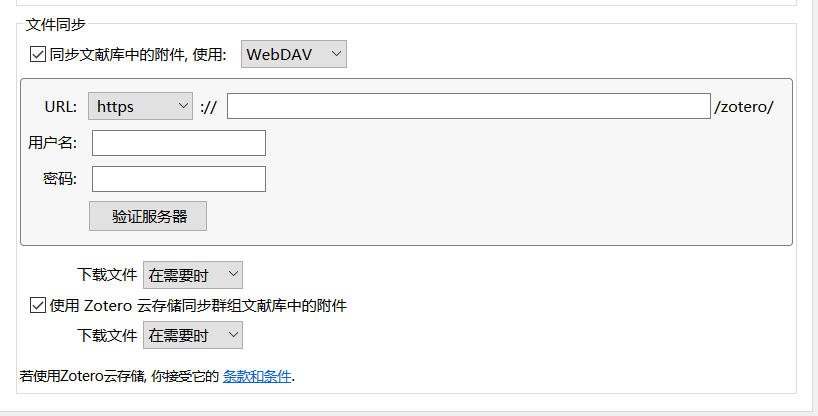 文件同步
同步文献库中的附件, 使用: WebDAV
URL: https :// /zotero/
用户名:
密码:
验证服务器
下载文件 在需要时
使用 Zotero 云存储同步群组文献库中的附件
下载文件 在需要时
若使用Zotero云存储, 你接受它的 条款和条件.